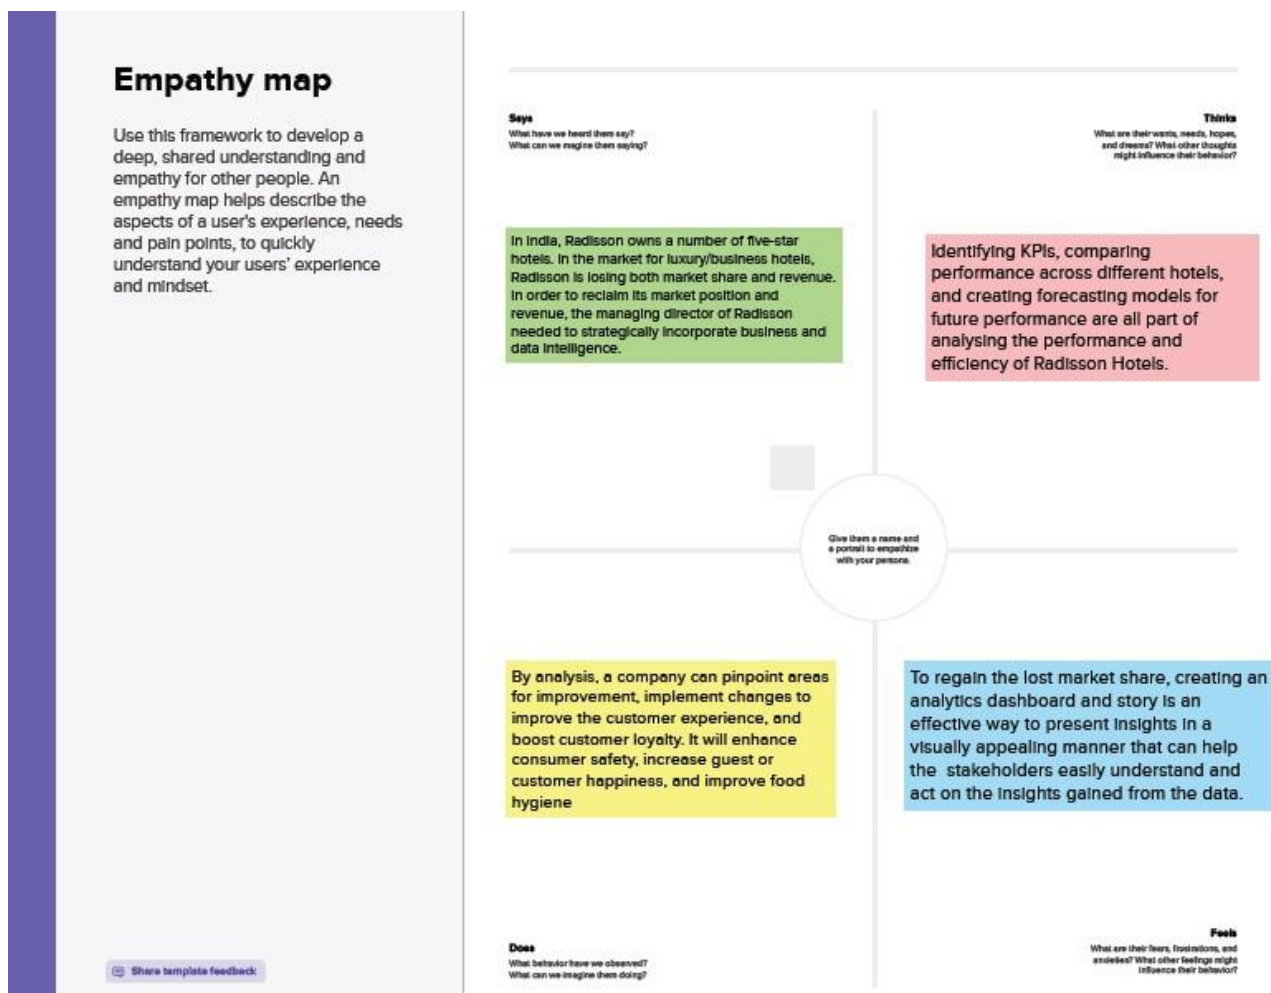 Empathy map
Use this framework to develop a
deep, shared understanding and
empathy for other people. An
empathy map helps describe the
aspects of a user's experience, needs
and pain points, to quickly
understand your users' experience
and mindset.
Share template feedback
Says
What have we heard them say?
What can we magine them saying?
Thinks
What are their wants, needs, hopes,
and dreams? What other thoughts
might influence their behavior?
In India, Radisson owns a number of five-star
hotels. In the market for luxury/business hotels,
Radisson is losing both market share and revenue.
In order to reclaim its market position and
revenue, the managing director of Radisson
needed to strategically incorporate business and
data intelligence.
Identifying KPIs, comparing
performance across different hotels,
and creating forecasting models for
future performance are all part of
analysing the performance and
efficiency of Radisson Hotels.
Give them a name and
a portrait to empathize
with your persona.
By analysis, a company can pinpoint areas
for improvement, implement changes to
improve the customer experience, and
boost customer loyalty. It will enhance
consumer safety, increase guest or
customer happiness, and improve food
hygiene
To regain the lost market share, creating an
analytics dashboard and story is an
effective way to present insights in a
visually appealing manner that can help
the stakeholders easily understand and
act on the insights gained from the data.
Does
What behavior have we observed?
What can we imagine them doing?
Feels
What are their fears, frustrations, and
anxieties? What other feelings might
influence their behavior?